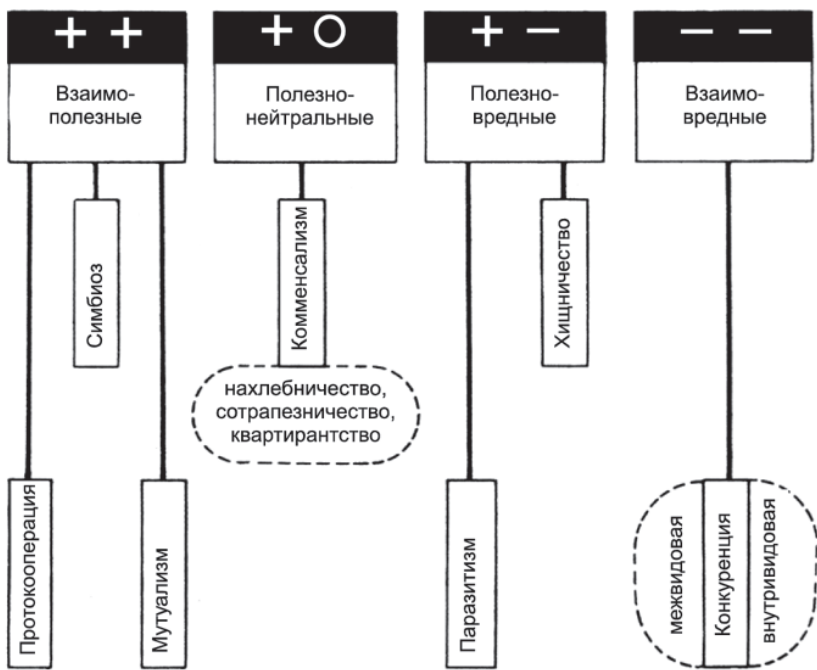 + +
Взаимо-
полезные
+ O
Полезно-
нейтральные
+ −
Полезно-
вредные
− −
Взаимо-
вредные
Симбиоз
Комменсализм
Хищничество
нахлебничество,
сотрапезничество,
квартирантство
Протокооперация
Мутуализм
Паразитизм
межвидовая
Конкуренция
внутривидовая